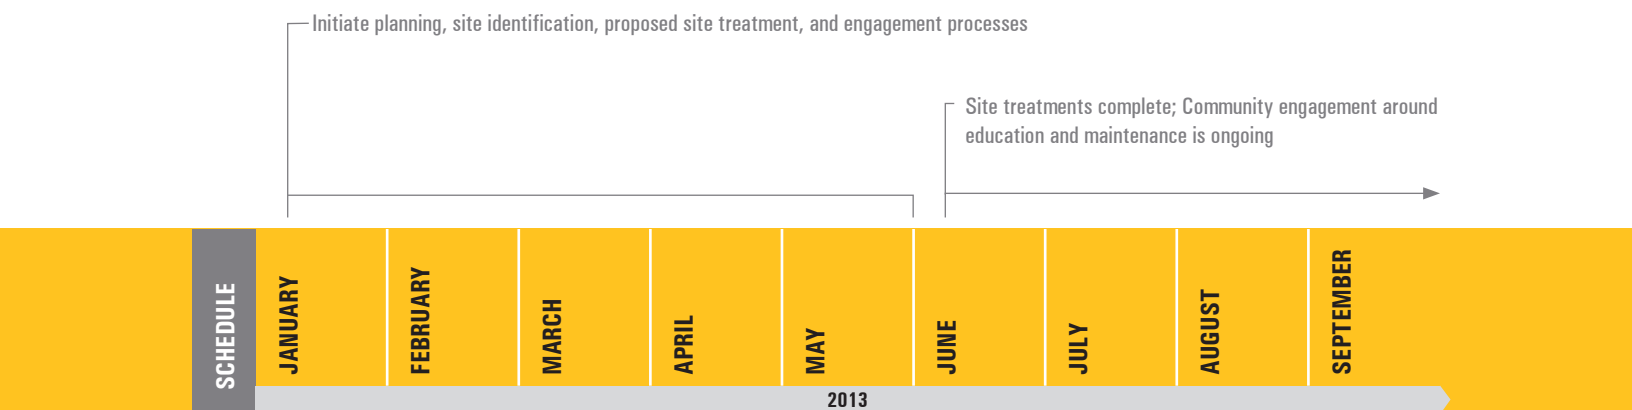 Initiate planning, site identification, proposed site treatment, and engagement processes
Site treatments complete; Community engagement around
education and maintenance is ongoing
SCHEDULE
JANUARY
FEBRUARY
MARCH
APRIL
MAY
JUNE
JULY
AUGUST
SEPTEMBER
2013